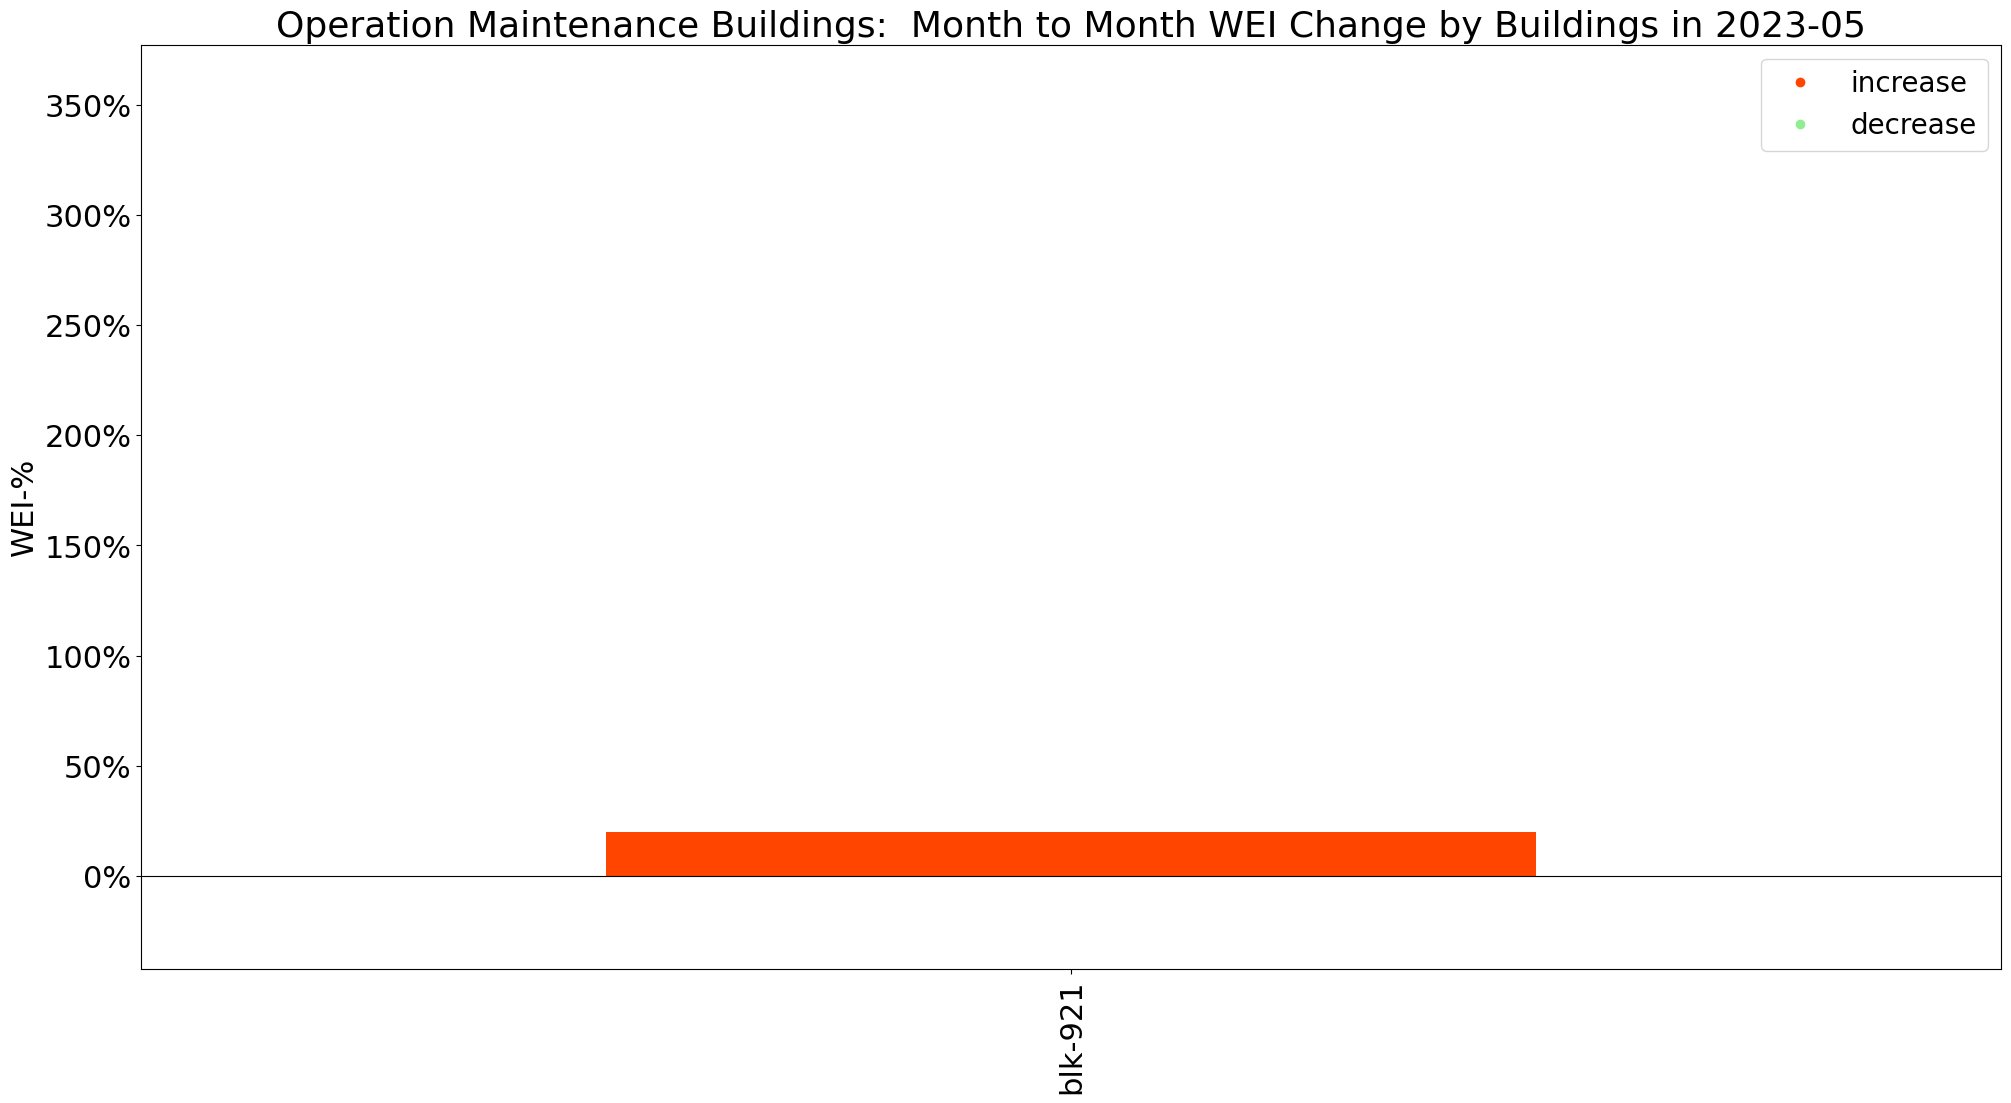 Operation Maintenance Buildings:  Month to Month WEI Change by Buildings in 2023-05
increase
decrease
WEI-%
350%
300%
250%
200%
150%
100%
50%
0%
blk-921